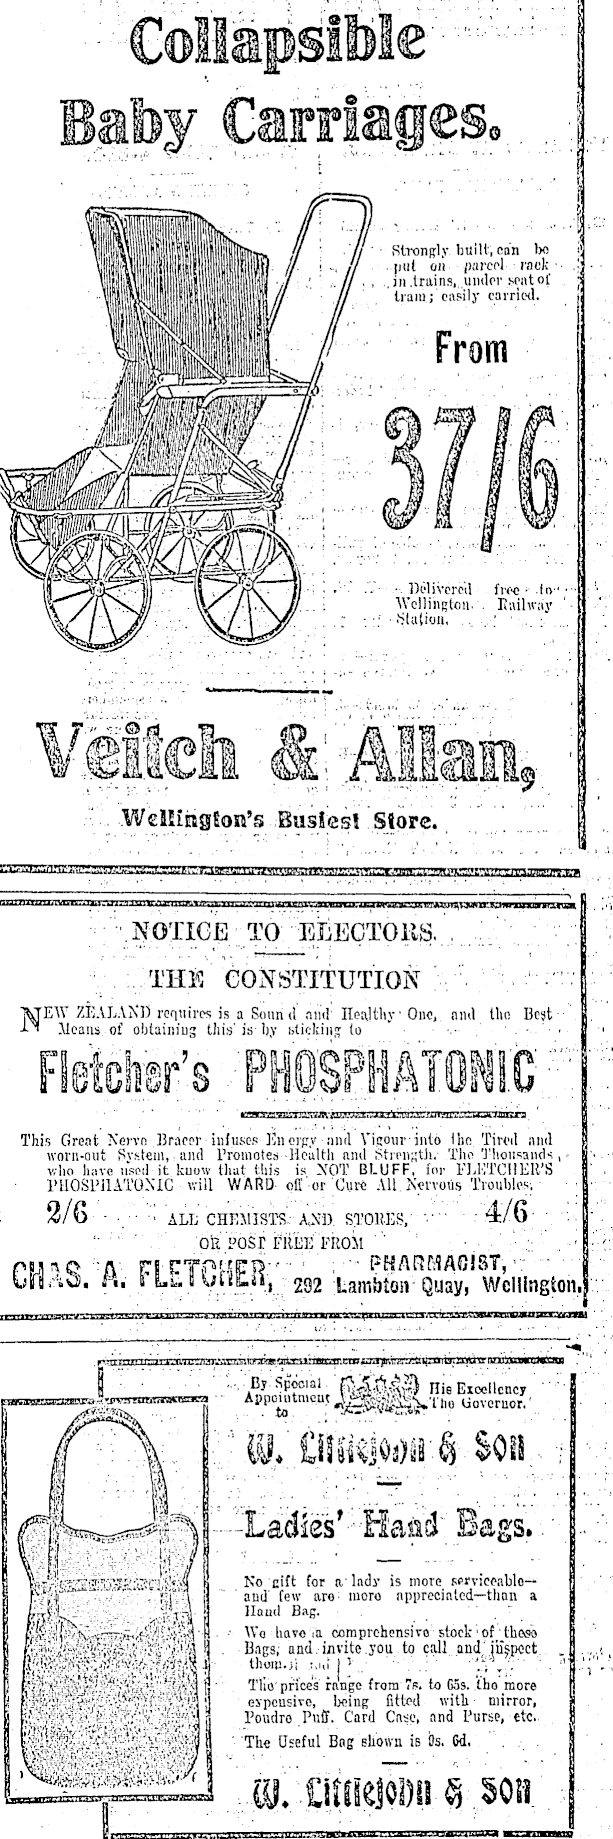 Collapsible
Baby Carriages.
Strongly built, can be
put on parcel rack
in trains, under seat of
tram; easily carried.
From
37/6
Delivered free to
Wellington Railway
Station.
Veitch & Allan,
Wellington's Busiest Store.
NOTICE TO ELECTORS.
THE CONSTITUTION
NEW ZEALAND requires is a Sound and Healthy One, and the Best
Means of obtaining this is by sticking to
Fletcher's PHOSPHATONIC
This Great Nerve Bracer infuses Energy and Vigour into the Tired and
worn-out System, and Promotes Health and Strength. The Thousands
who have used it know that this is NOT BLUFF, for FLETCHER'S
PHOSPHATONIC will WARD off or Cure All Nervous Troubles.
2/6 ALL CHEMISTS AND STORES, 4/6
OR POST FREE FROM
CHAS. A. FLETCHER, PHARMACIST,
292 Lambton Quay, Wellington.
By Special
Appointment
to
His Excellency
The Governor.
W. Littlejohn & Son
Ladies' Hand Bags.
No gift for a lady is more serviceable—
and few are more appreciated—than a
Hand Bag.
We have a comprehensive stock of these
Bags, and invite you to call and inspect
them.
The prices range from 7s. to 65s. the more
expensive, being fitted with mirror,
Poudre Puff, Card Case, and Purse, etc.
The Useful Bag shown is 9s. 6d.
W. Littlejohn & Son